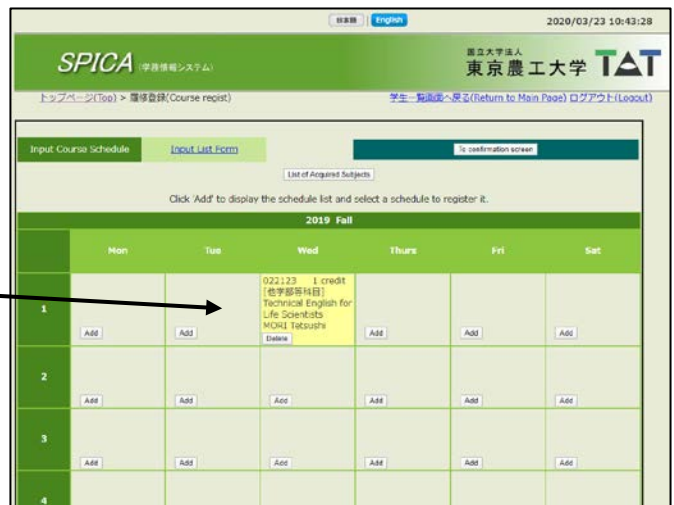 日本語 | English 2020/03/23 10:43:28
SPICA (学務情報システム) 国立大学法人
東京農工大学 TAT
トップページ(Top) > 履修登録(Course regist) 学生一覧画面へ戻る(Return to Main Page) ログアウト(Logout)
Input Course Schedule Input List Form To confirmation screen
List of Acquired Subjects
Click 'Add' to display the schedule list and select a schedule to register it.
2019 Fall
Mon Tue Wed Thurs Fri Sat
022123 1 credit
[他学部等科目]
Technical English for
1 Life Scientists
MORI Tetsushi
Add Add Delete Add Add Add
2
Add Add Add Add Add Add
3
Add Add Add Add Add Add
4